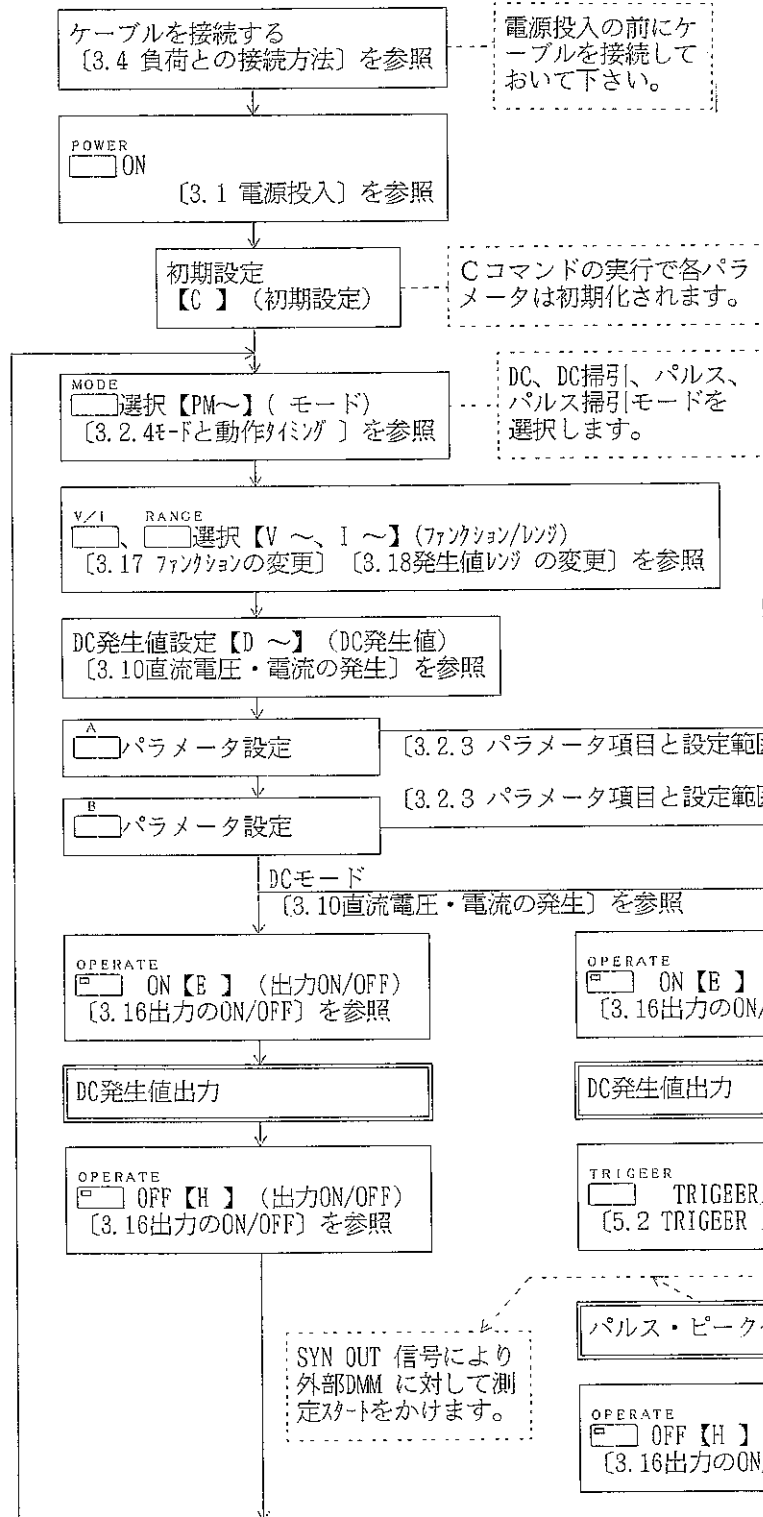 ケーブルを接続する
〔3.4 負荷との接続方法〕を参照
電源投入の前にケ
ーブルを接続して
おいて下さい。
POWER
ON
〔3.1 電源投入〕を参照
初期設定
【C 】(初期設定)
Cコマンドの実行で各パラ
メータは初期化されます。
MODE
選択【PM～】( モード)
〔3.2.4モードと動作タイミング 〕を参照
DC、DC掃引、パルス、
パルス掃引モードを
選択します。
V/I RANGE
、 選択【V ～、I ～】(ファンクション/レンジ)
〔3.17 ファンクションの変更〕〔3.18発生値レンジ の変更〕を参照
DC発生値設定【D ～】(DC発生値)
〔3.10直流電圧・電流の発生〕を参照
A
パラメータ設定
〔3.2.3 パラメータ項目と設定範囲
B
パラメータ設定
〔3.2.3 パラメータ項目と設定範囲
DCモード
〔3.10直流電圧・電流の発生〕を参照
OPERATE
ON【E 】(出力ON/OFF)
〔3.16出力のON/OFF〕を参照
DC発生値出力
OPERATE
OFF【H 】(出力ON/OFF)
〔3.16出力のON/OFF〕を参照
OPERATE
ON【E 】
〔3.16出力のON/
DC発生値出力
TRIGEER
TRIGEER
〔5.2 TRIGEER
SYN OUT 信号により
外部DMM に対して測
定スタートをかけます。
パルス・ピーク
OPERATE
OFF【H 】
〔3.16出力のON/